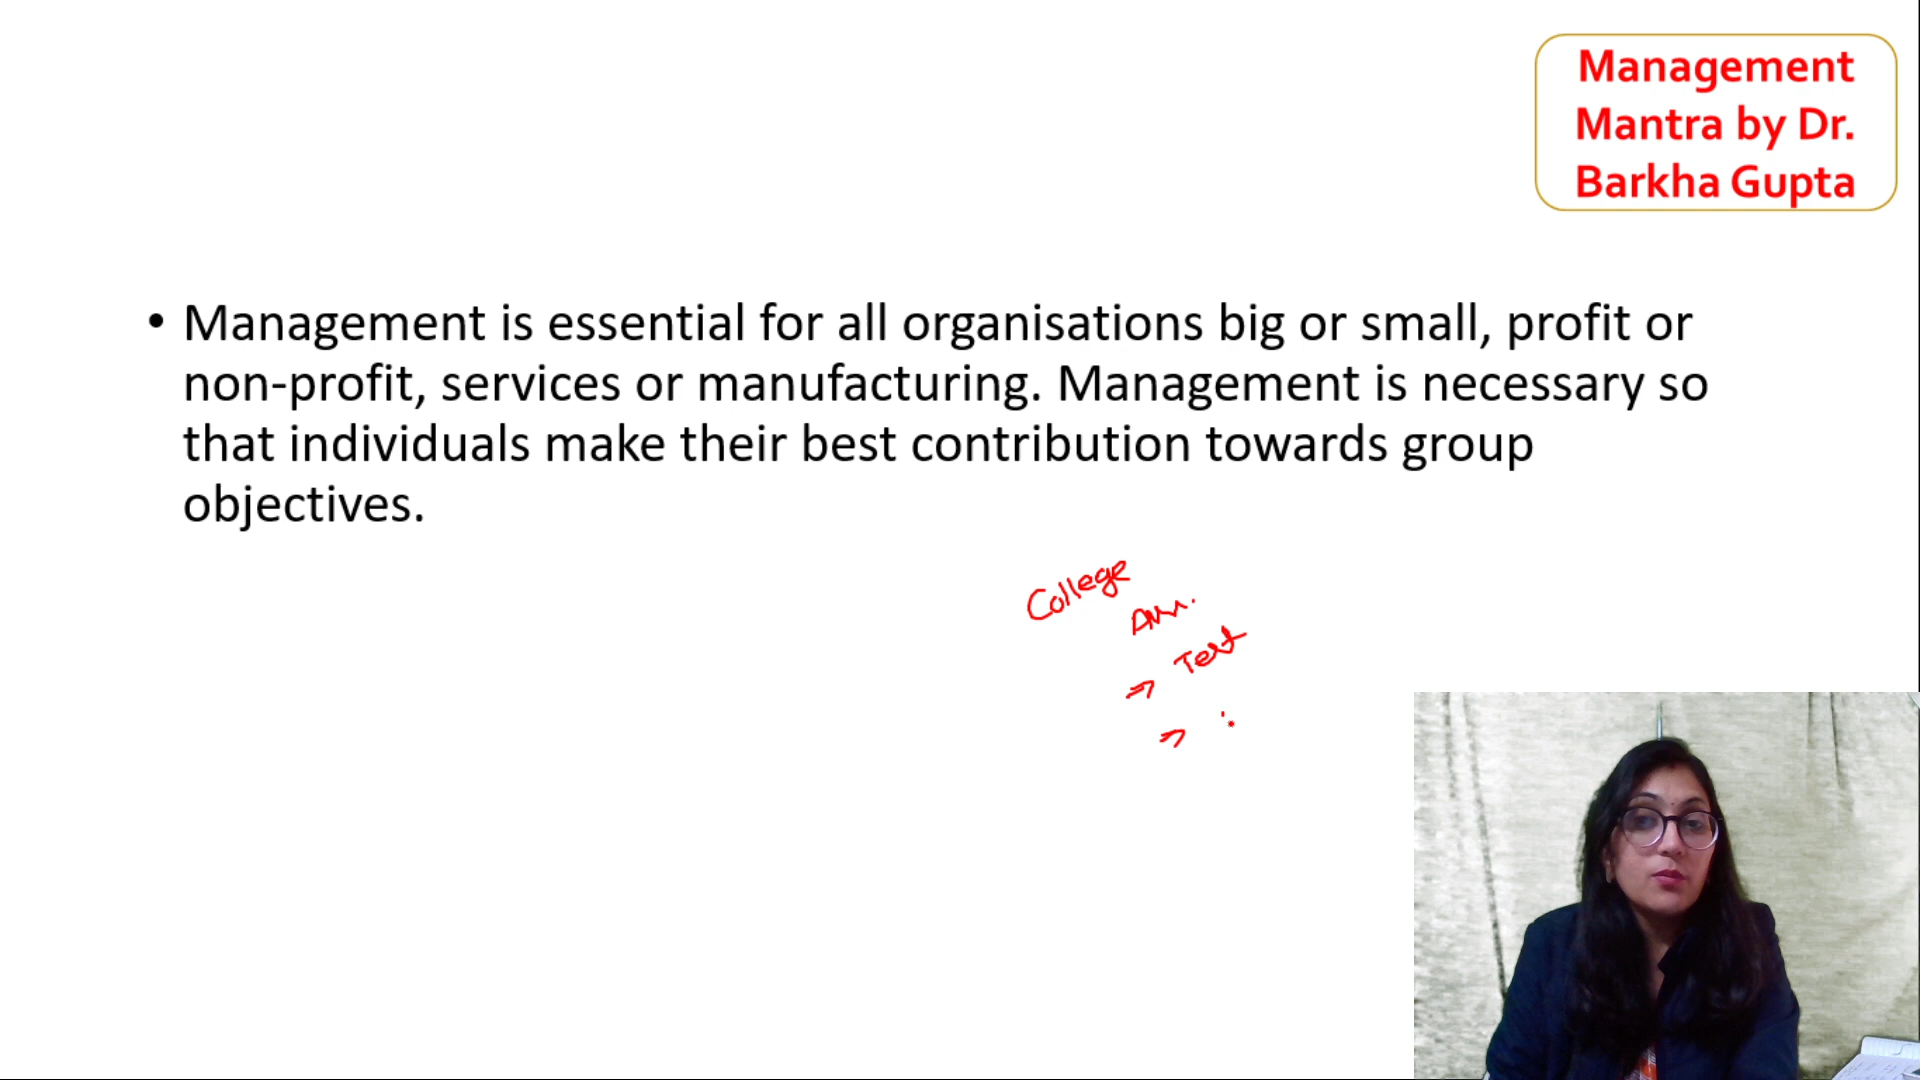 Management
Mantra by Dr.
Barkha Gupta
• Management is essential for all organisations big or small, profit or
non-profit, services or manufacturing. Management is necessary so
that individuals make their best contribution towards group
objectives.
College
Test